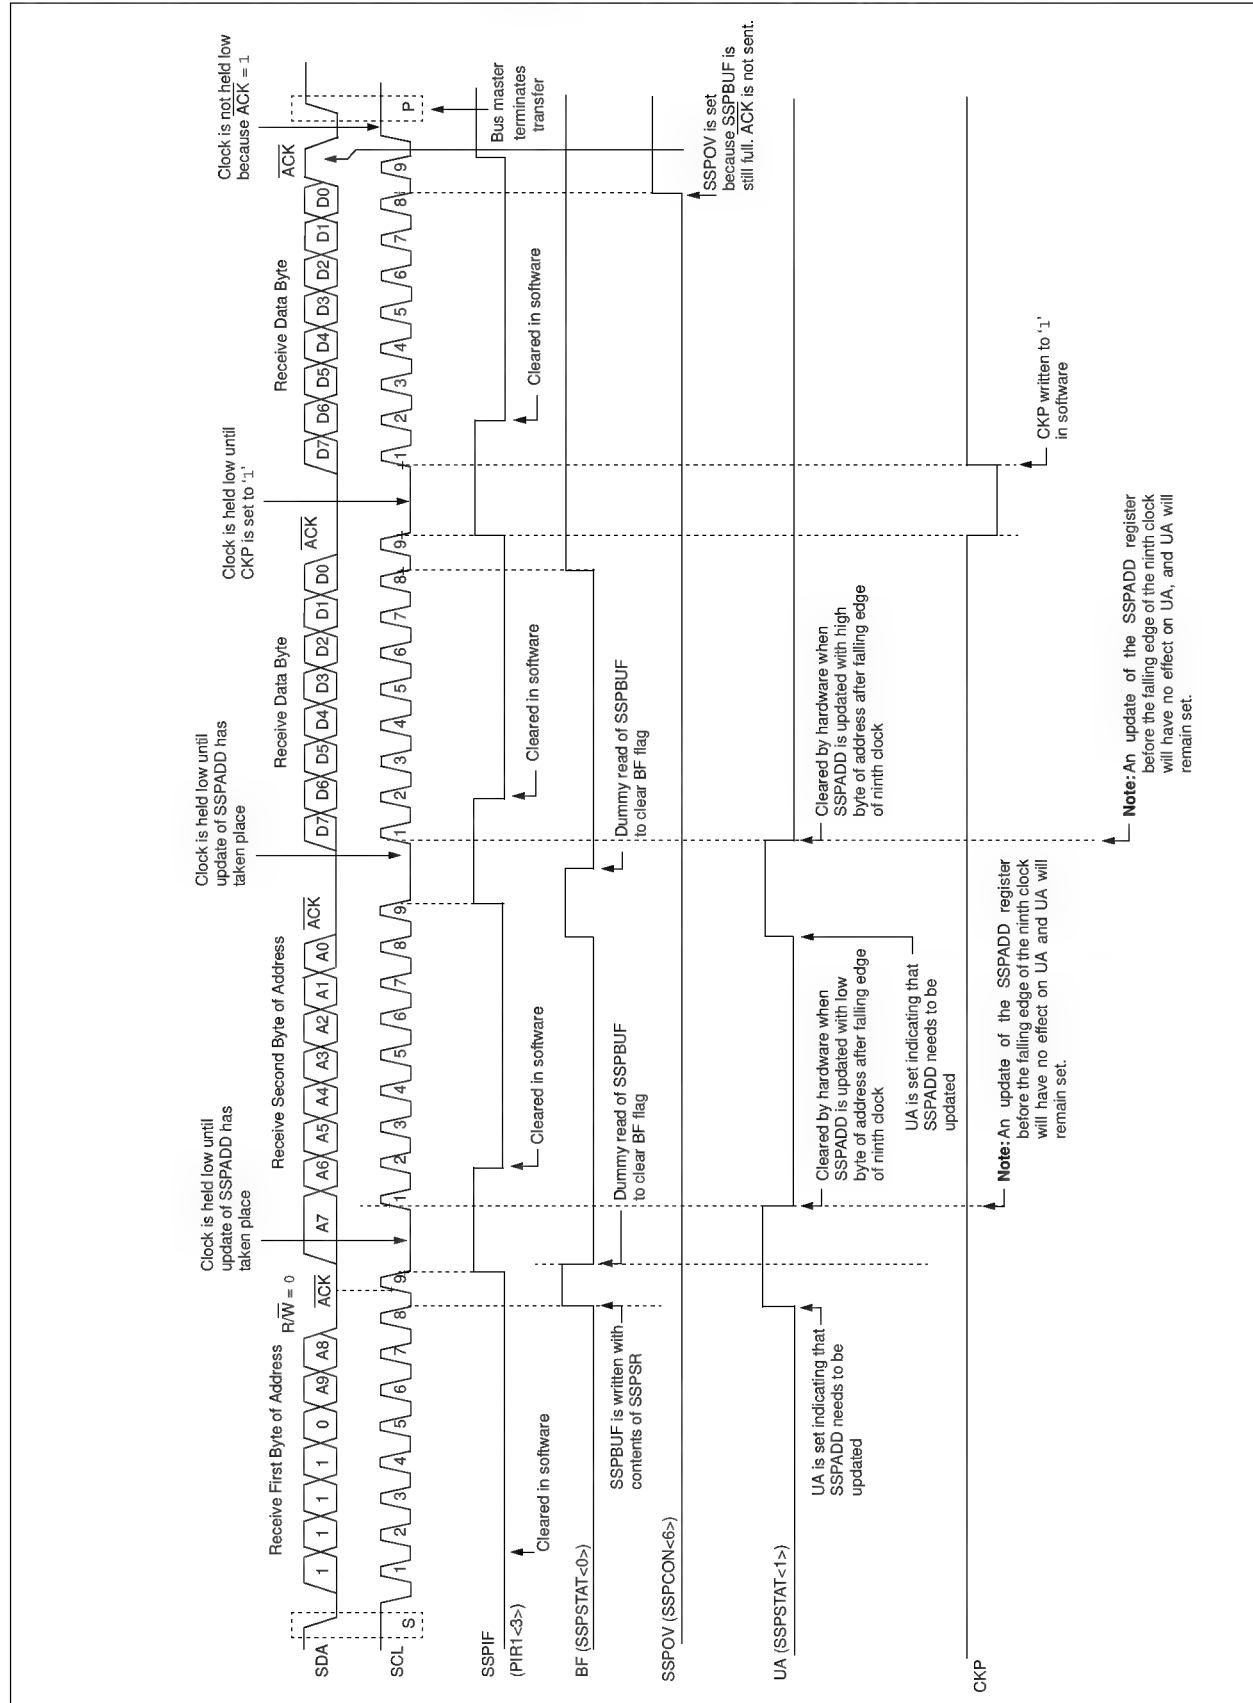 Clock is held low until
update of SSPADD has
taken place
Clock is held low until
update of SSPADD has
taken place
Clock is held low until
CKP is set to ‘1’
Clock is not held low
because ACK = 1
Receive First Byte of Address
R/W = 0
Receive Second Byte of Address
Receive Data Byte
Receive Data Byte
SDA
1 1 1 1 0 A9 A8 ACK A7 A6 A5 A4 A3 A2 A1 A0 ACK D7 D6 D5 D4 D3 D2 D1 D0 ACK D7 D6 D5 D4 D3 D2 D1 D0 ACK
SCL
S 1 2 3 4 5 6 7 8 9 1 2 3 4 5 6 7 8 9 1 2 3 4 5 6 7 8 9 1 2 3 4 5 6 7 8 9 P
Bus master
terminates
transfer
SSPIF
(PIR1<3>)
Cleared in software
Cleared in software
Cleared in software
Cleared in software
BF (SSPSTAT<0>)
SSPBUF is written with
contents of SSPSR
Dummy read of SSPBUF
to clear BF flag
Dummy read of SSPBUF
to clear BF flag
SSPOV (SSPCON<6>)
SSPOV is set
because SSPBUF is
still full. ACK is not sent.
UA (SSPSTAT<1>)
UA is set indicating that
SSPADD needs to be
updated
Cleared by hardware when
SSPADD is updated with low
byte of address after falling edge
of ninth clock
UA is set indicating that
SSPADD needs to be
updated
Cleared by hardware when
SSPADD is updated with high
byte of address after falling edge
of ninth clock
CKP
CKP written to ‘1’
in software
Note: An update of the SSPADD register
before the falling edge of the ninth clock
will have no effect on UA and UA will
remain set.
Note: An update of the SSPADD register
before the falling edge of the ninth clock
will have no effect on UA, and UA will
remain set.